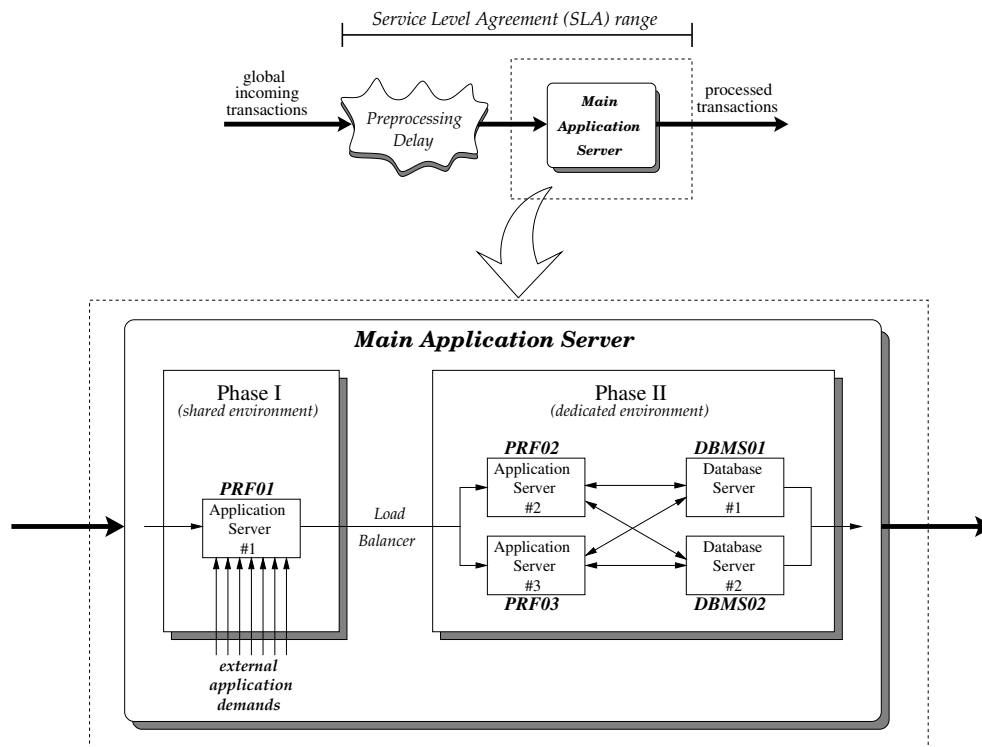 Service Level Agreement (SLA) range
global
incoming
transactions
Preprocessing
Delay
Main
Application
Server
processed
transactions
Main Application Server
Phase I
(shared environment)
PRF01
Application
Server
#1
external
application
demands
Load
Balancer
Phase II
(dedicated environment)
PRF02
Application
Server
#2
DBMS01
Database
Server
#1
Application
Server
#3
PRF03
Database
Server
#2
DBMS02